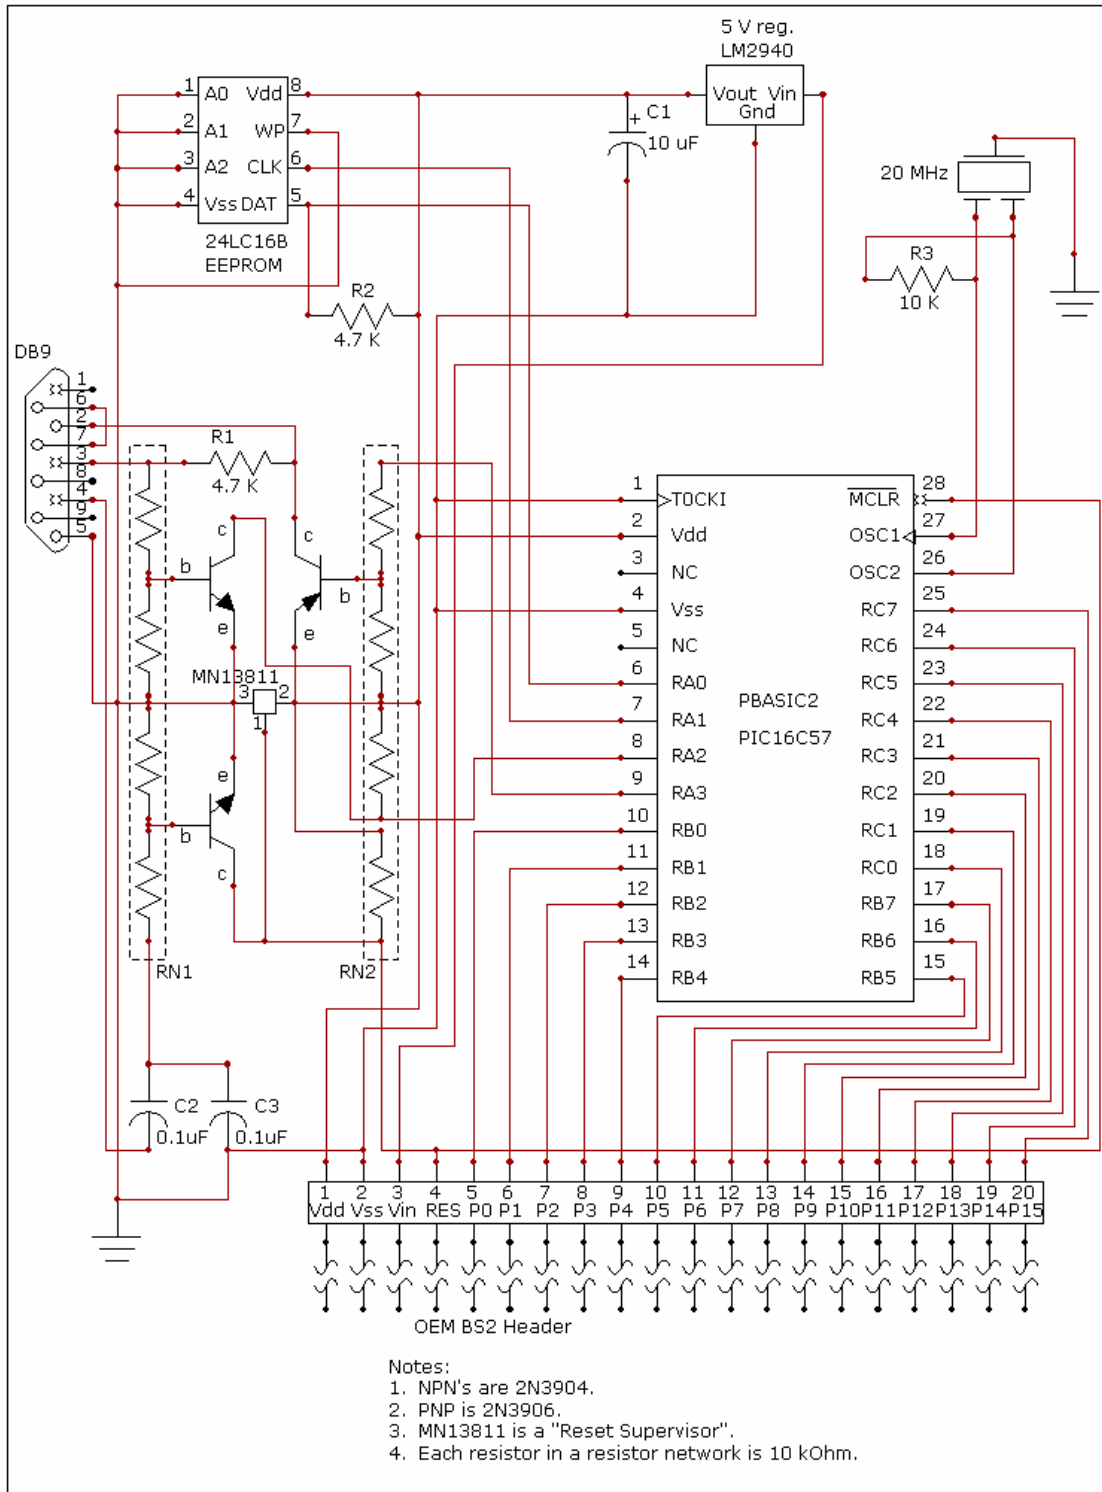 5 V reg.
LM2940
Vout Vin
Gnd
1 A0 Vdd 8
2 A1 WP 7
3 A2 CLK 6
4 Vss DAT 5
24LC16B
EEPROM
+ C1
10 uF
20 MHz
R3
10 K
R2
4.7 K
DB9
1
6
2
7
3
8
4
9
5
R1
4.7 K
c
c
b
b
e
e
MN13811
3 2
1
e
b
c
RN1
RN2
1 T0CKI MCLR 28
2 Vdd OSC1 27
3 NC OSC2 26
4 Vss RC7 25
5 NC RC6 24
6 RA0 RC5 23
7 RA1 RC4 22
8 RA2 RC3 21
9 RA3 RC2 20
10 RB0 RC1 19
11 RB1 RC0 18
12 RB2 RB7 17
13 RB3 RB6 16
14 RB4 RB5 15
PBASIC2
PIC16C57
C2
0.1uF
C3
0.1uF
1 2 3 4 5 6 7 8 9 10 11 12 13 14 15 16 17 18 19 20
Vdd Vss Vin RES P0 P1 P2 P3 P4 P5 P6 P7 P8 P9 P10 P11 P12 P13 P14 P15
OEM BS2 Header
Notes:
1. NPN's are 2N3904.
2. PNP is 2N3906.
3. MN13811 is a "Reset Supervisor".
4. Each resistor in a resistor network is 10 kOhm.